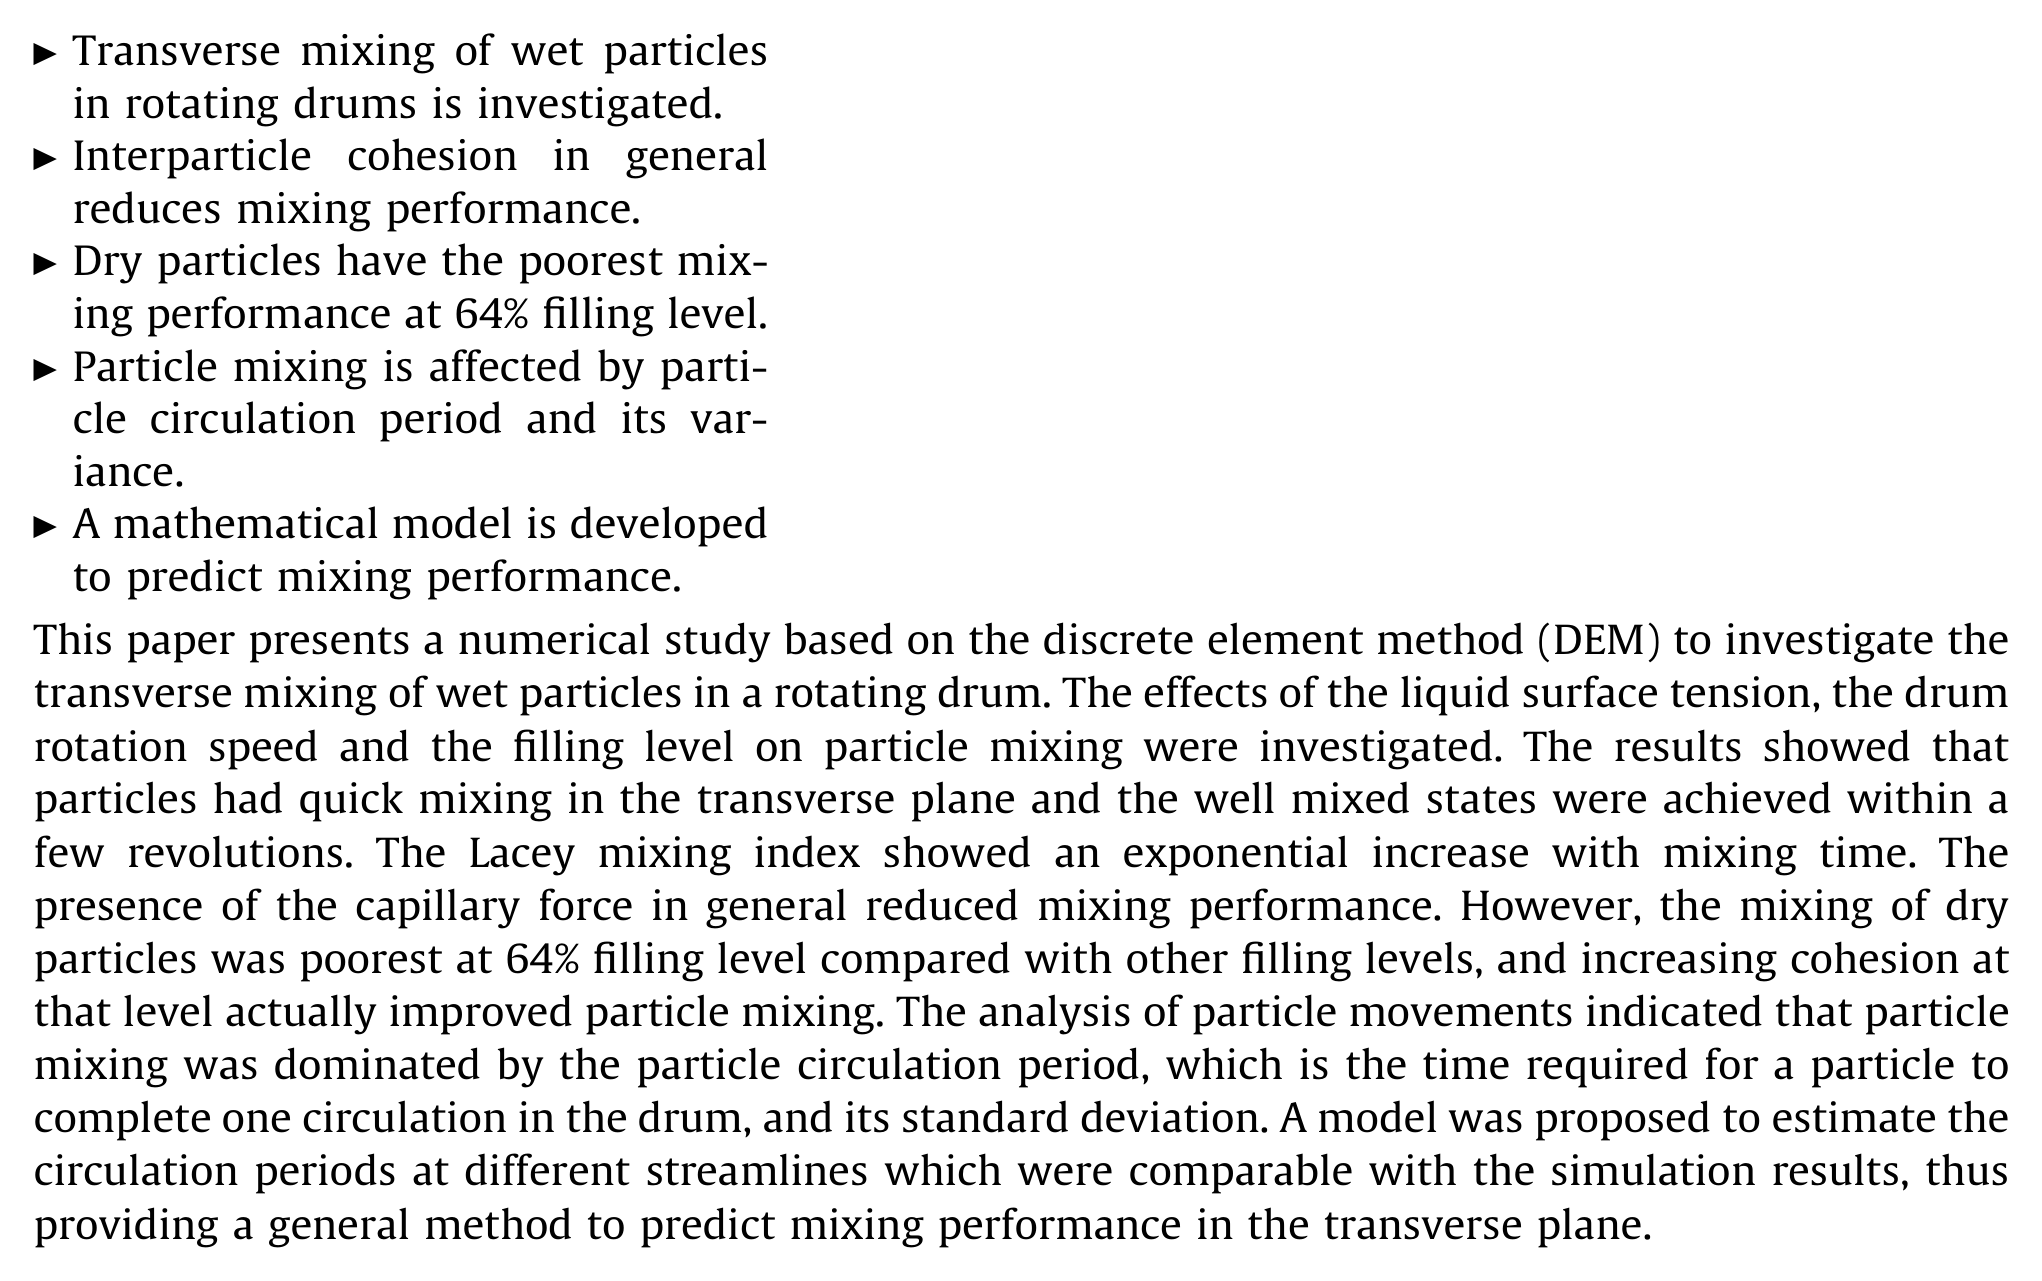 ▶ Transverse mixing of wet particles
in rotating drums is investigated.
▶ Interparticle cohesion in general
reduces mixing performance.
▶ Dry particles have the poorest mix-
ing performance at 64% filling level.
▶ Particle mixing is affected by parti-
cle circulation period and its var-
iance.
▶ A mathematical model is developed
to predict mixing performance.
This paper presents a numerical study based on the discrete element method (DEM) to investigate the
transverse mixing of wet particles in a rotating drum. The effects of the liquid surface tension, the drum
rotation speed and the filling level on particle mixing were investigated. The results showed that
particles had quick mixing in the transverse plane and the well mixed states were achieved within a
few revolutions. The Lacey mixing index showed an exponential increase with mixing time. The
presence of the capillary force in general reduced mixing performance. However, the mixing of dry
particles was poorest at 64% filling level compared with other filling levels, and increasing cohesion at
that level actually improved particle mixing. The analysis of particle movements indicated that particle
mixing was dominated by the particle circulation period, which is the time required for a particle to
complete one circulation in the drum, and its standard deviation. A model was proposed to estimate the
circulation periods at different streamlines which were comparable with the simulation results, thus
providing a general method to predict mixing performance in the transverse plane.